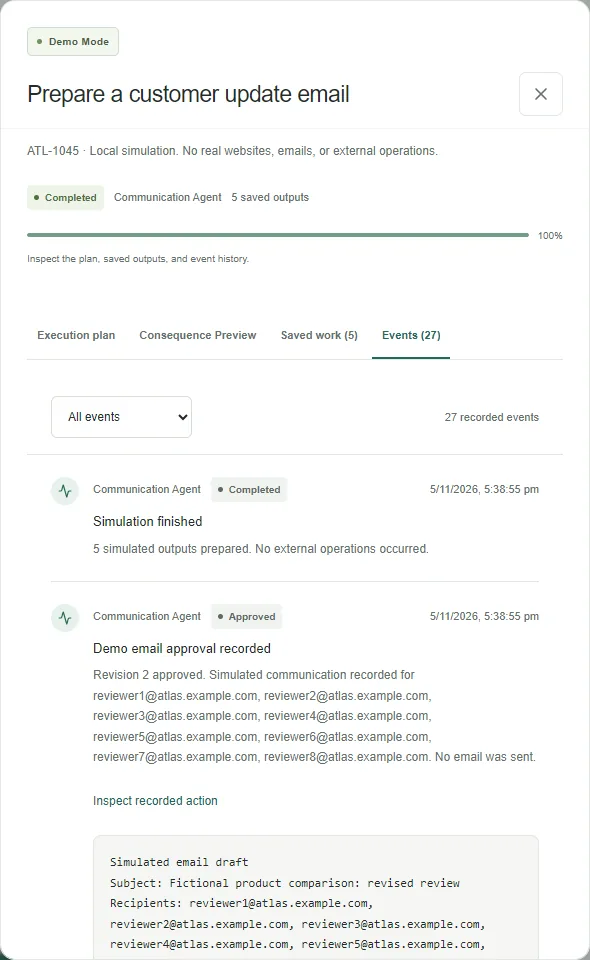 Demo Mode
Prepare a customer update email
ATL-1045 · Local simulation. No real websites, emails, or external operations.
Completed Communication Agent 5 saved outputs
100%
Inspect the plan, saved outputs, and event history.
Execution plan Consequence Preview Saved work (5) Events (27)
All events 27 recorded events
Communication Agent Completed 5/11/2026, 5:38:55 pm
Simulation finished
5 simulated outputs prepared. No external operations occurred.
Communication Agent Approved 5/11/2026, 5:38:55 pm
Demo email approval recorded
Revision 2 approved. Simulated communication recorded for
reviewer1@atlas.example.com, reviewer2@atlas.example.com,
reviewer3@atlas.example.com, reviewer4@atlas.example.com,
reviewer5@atlas.example.com, reviewer6@atlas.example.com,
reviewer7@atlas.example.com, reviewer8@atlas.example.com. No email was sent.
Inspect recorded action
Simulated email draft
Subject: Fictional product comparison: revised review
Recipients: reviewer1@atlas.example.com,
reviewer2@atlas.example.com, reviewer3@atlas.example.com,
reviewer4@atlas.example.com, reviewer5@atlas.example.com,